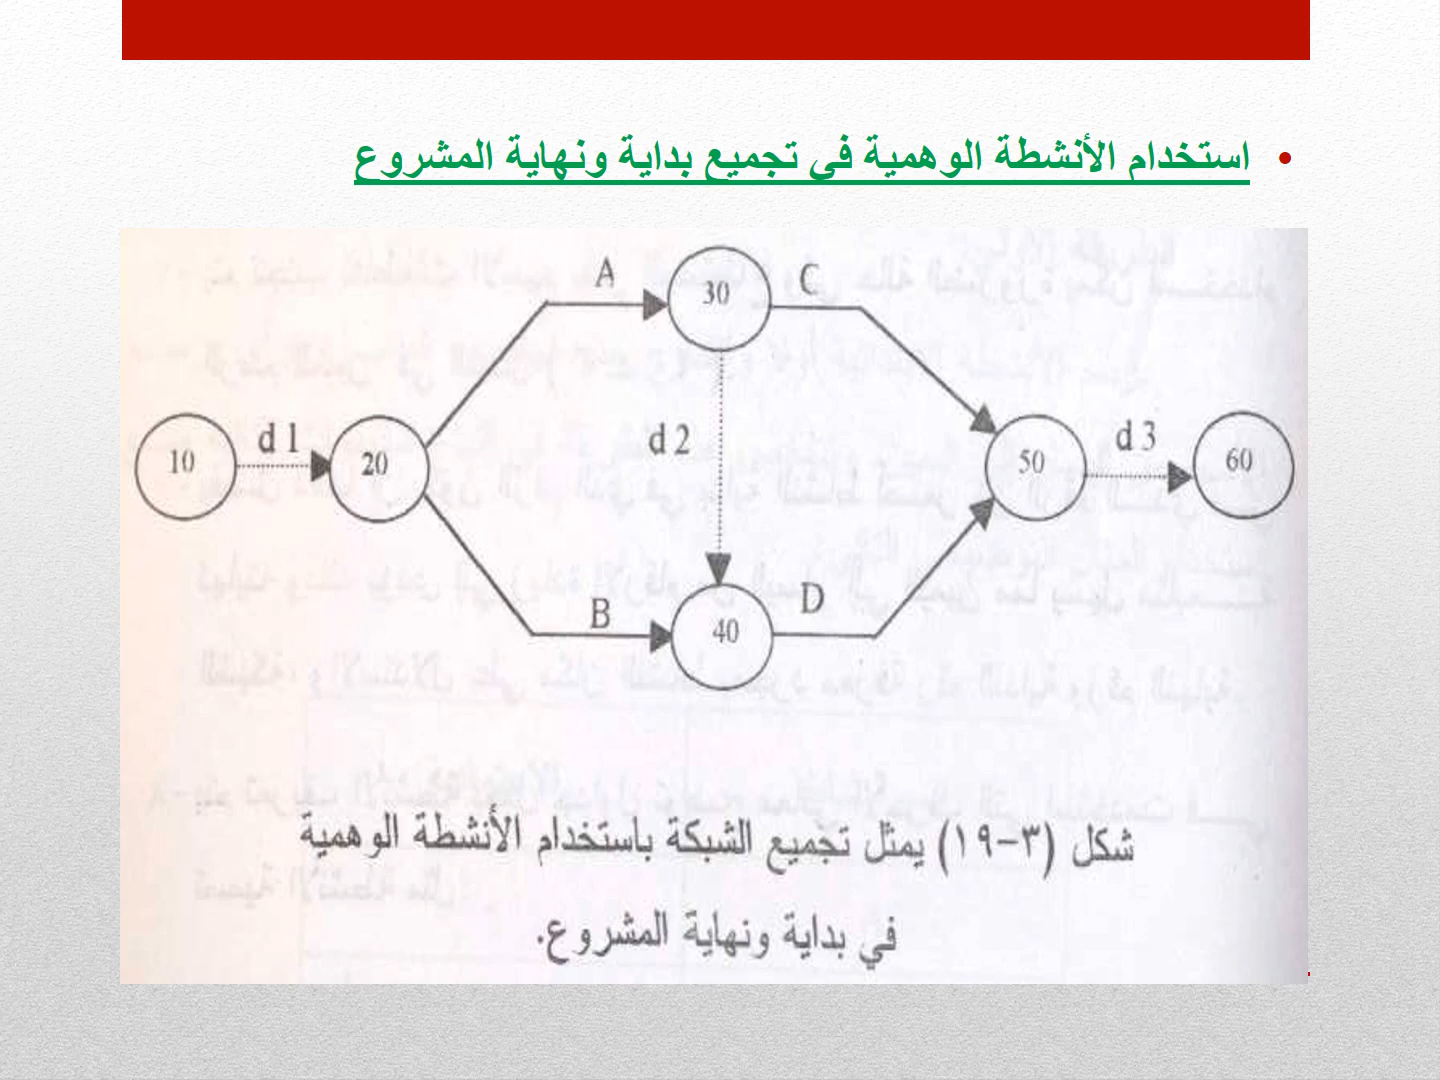 • استخدام الأنشطة الوهمية في تجميع بداية ونهاية المشروع
A
C
30
10
d 1
20
d 2
50
d 3
60
B
40
D
شكل (٣-١٩) يمثل تجميع الشبكة باستخدام الأنشطة الوهمية
في بداية ونهاية المشروع.